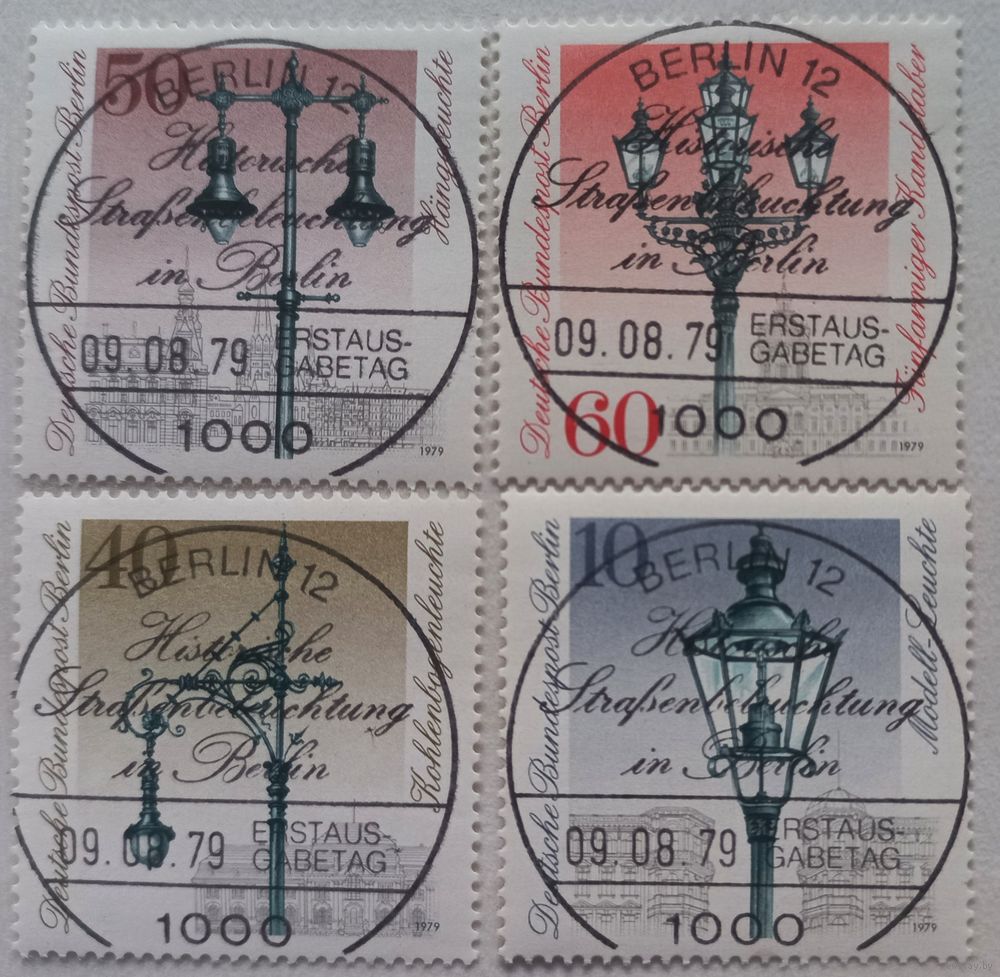 50
Deutsche Bundespost Berlin
Hängeleuchte
BERLIN 12
Historische
Straßenbeleuchtung
in Berlin
09.08.79
ERSTAUS-
GABETAG
1000
1979
Deutsche Bundespost Berlin
Fünfarmiger Kandelaber
BERLIN 12
Historische
Straßenbeleuchtung
in Berlin
09.08.79
ERSTAUS-
GABETAG
60
1000
1979
40
Deutsche Bundespost Berlin
Kohlenbogenleuchte
BERLIN 12
Historische
Straßenbeleuchtung
in Berlin
09.08.79
ERSTAUS-
GABETAG
1000
1979
10
Deutsche Bundespost Berlin
Modell-Leuchte
BERLIN 12
Historische
Straßenbeleuchtung
in Berlin
09.08.79
ERSTAUS-
GABETAG
1000
1979